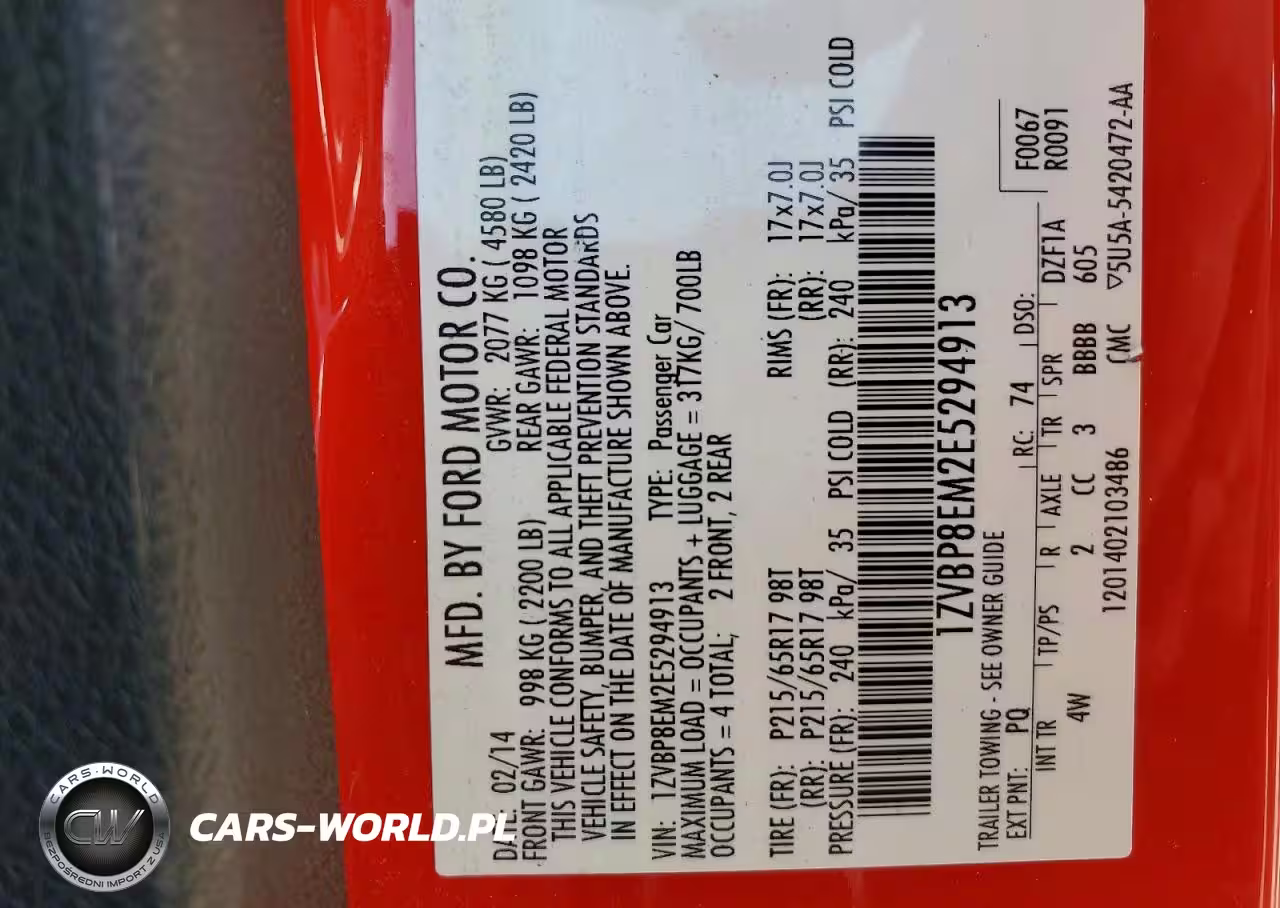 MFD. BY FORD MOTOR CO.
DATE: 02/14 GVWR: 2077 KG ( 4580 LB)
FRONT GAWR: 998 KG ( 2200 LB) REAR GAWR: 1098 KG ( 2420 LB)
THIS VEHICLE CONFORMS TO ALL APPLICABLE FEDERAL MOTOR
VEHICLE SAFETY, BUMPER, AND THEFT PREVENTION STANDARDS
IN EFFECT ON THE DATE OF MANUFACTURE SHOWN ABOVE.
VIN: 1ZVBP8EM2E5294913 TYPE: Passenger Car
MAXIMUM LOAD = OCCUPANTS + LUGGAGE = 317KG/700LB
OCCUPANTS = 4 TOTAL; 2 FRONT, 2 REAR
TIRE (FR): P215/65R17 98T RIMS (FR): 17x7.0J
(RR): P215/65R17 98T (RR): 17x7.0J
PRESSURE (FR): 240 kPa/ 35 PSI COLD (RR): 240 kPa/ 35 PSI COLD
1ZVBP8EM2E5294913
TRAILER TOWING - SEE OWNER GUIDE
F0067
EXT PNT: PQ RC: 74 DSO: R0091
INT TR TP/PS R AXLE TR SPR DZF1A
4W 2 CC 3 BBBB 605
1201402103486 CMC ▽5U5A-5420472-AA
CARS-WORLD
CW
BEZPOŚREDNI IMPORT Z USA
CARS-WORLD.PL